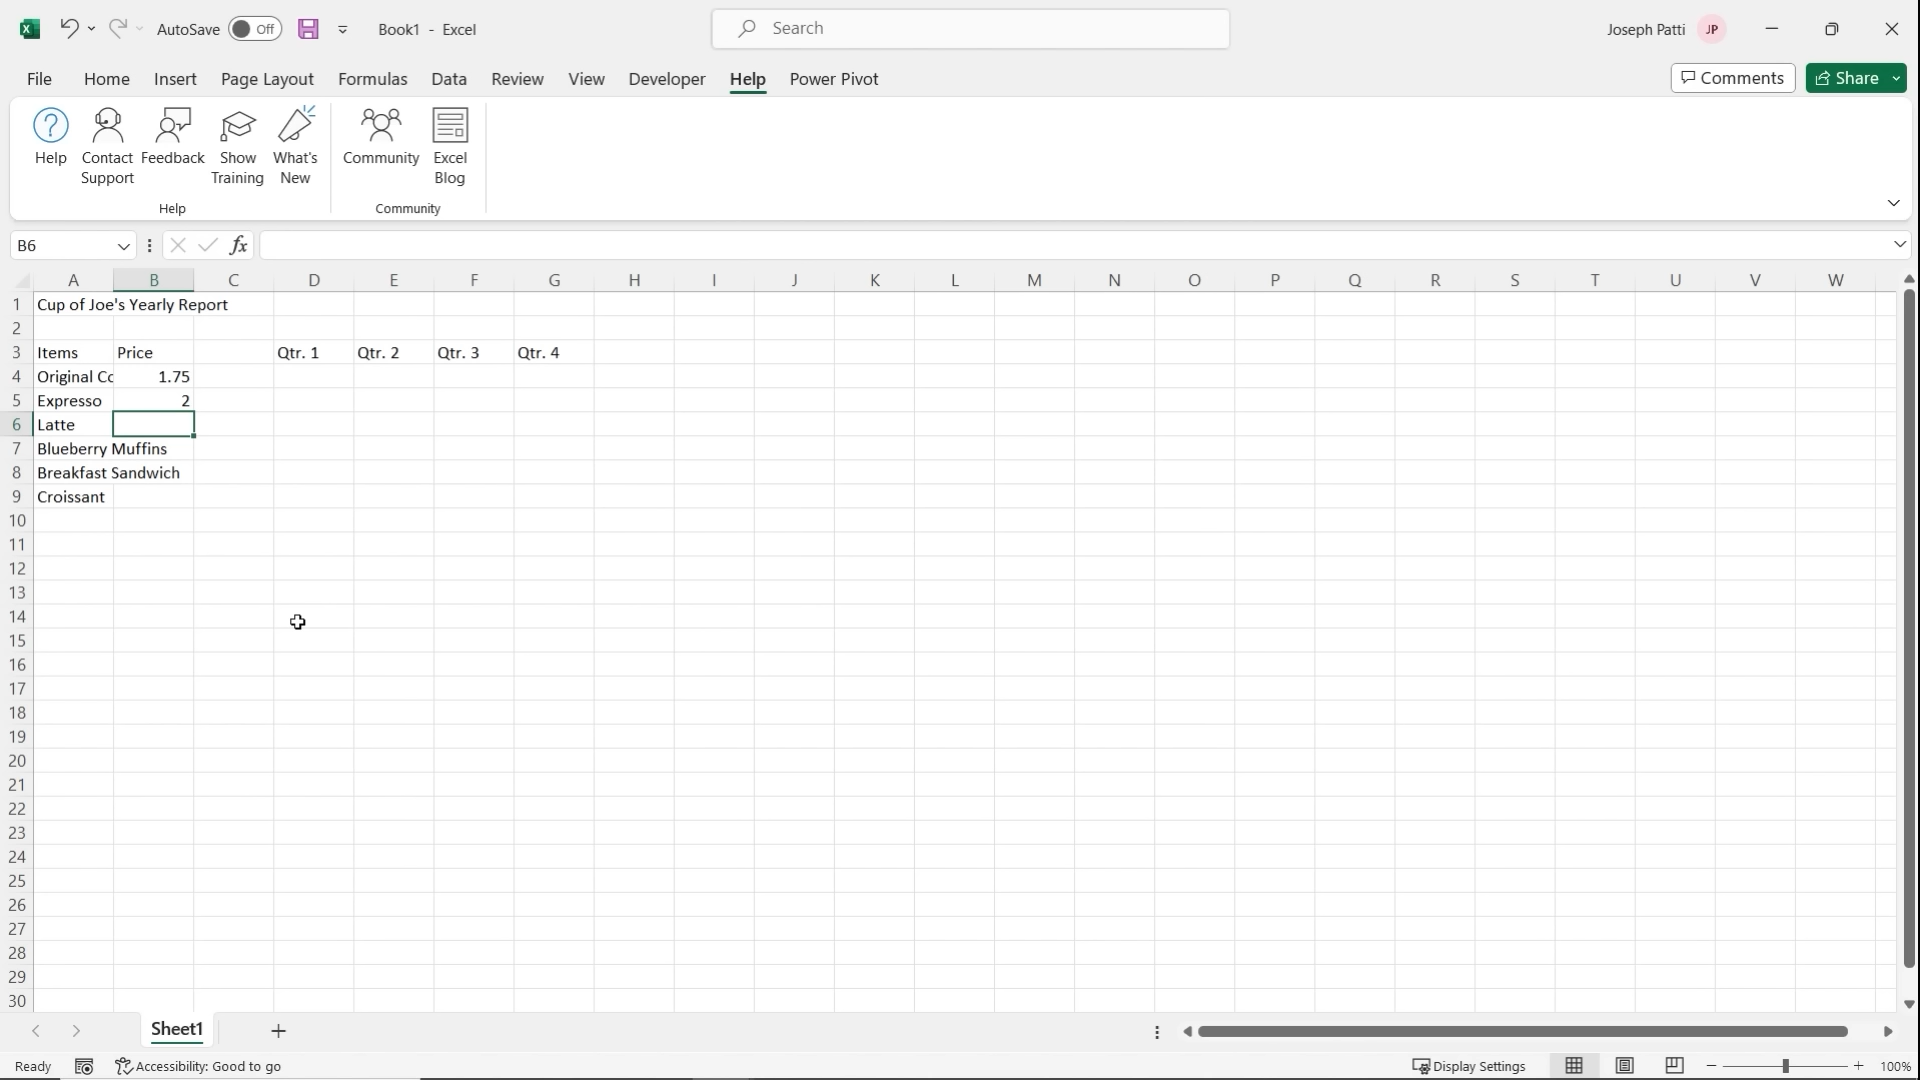 AutoSave Off Book1 - Excel Search Joseph Patti JP
File Home Insert Page Layout Formulas Data Review View Developer Help Power Pivot Comments Share
Help Contact Support Feedback Show Training What's New Community Excel Blog
Help Community
B6 fx
A B C D E F G H I J K L M N O P Q R S T U V W
1 Cup of Joe's Yearly Report
2
3 Items Price Qtr. 1 Qtr. 2 Qtr. 3 Qtr. 4
4 Original Cc 1.75
5 Expresso 2
6 Latte
7 Blueberry Muffins
8 Breakfast Sandwich
9 Croissant
10
11
12
13
14
15
16
17
18
19
20
21
22
23
24
25
26
27
28
29
30
Sheet1
Ready Accessibility: Good to go Display Settings 100%